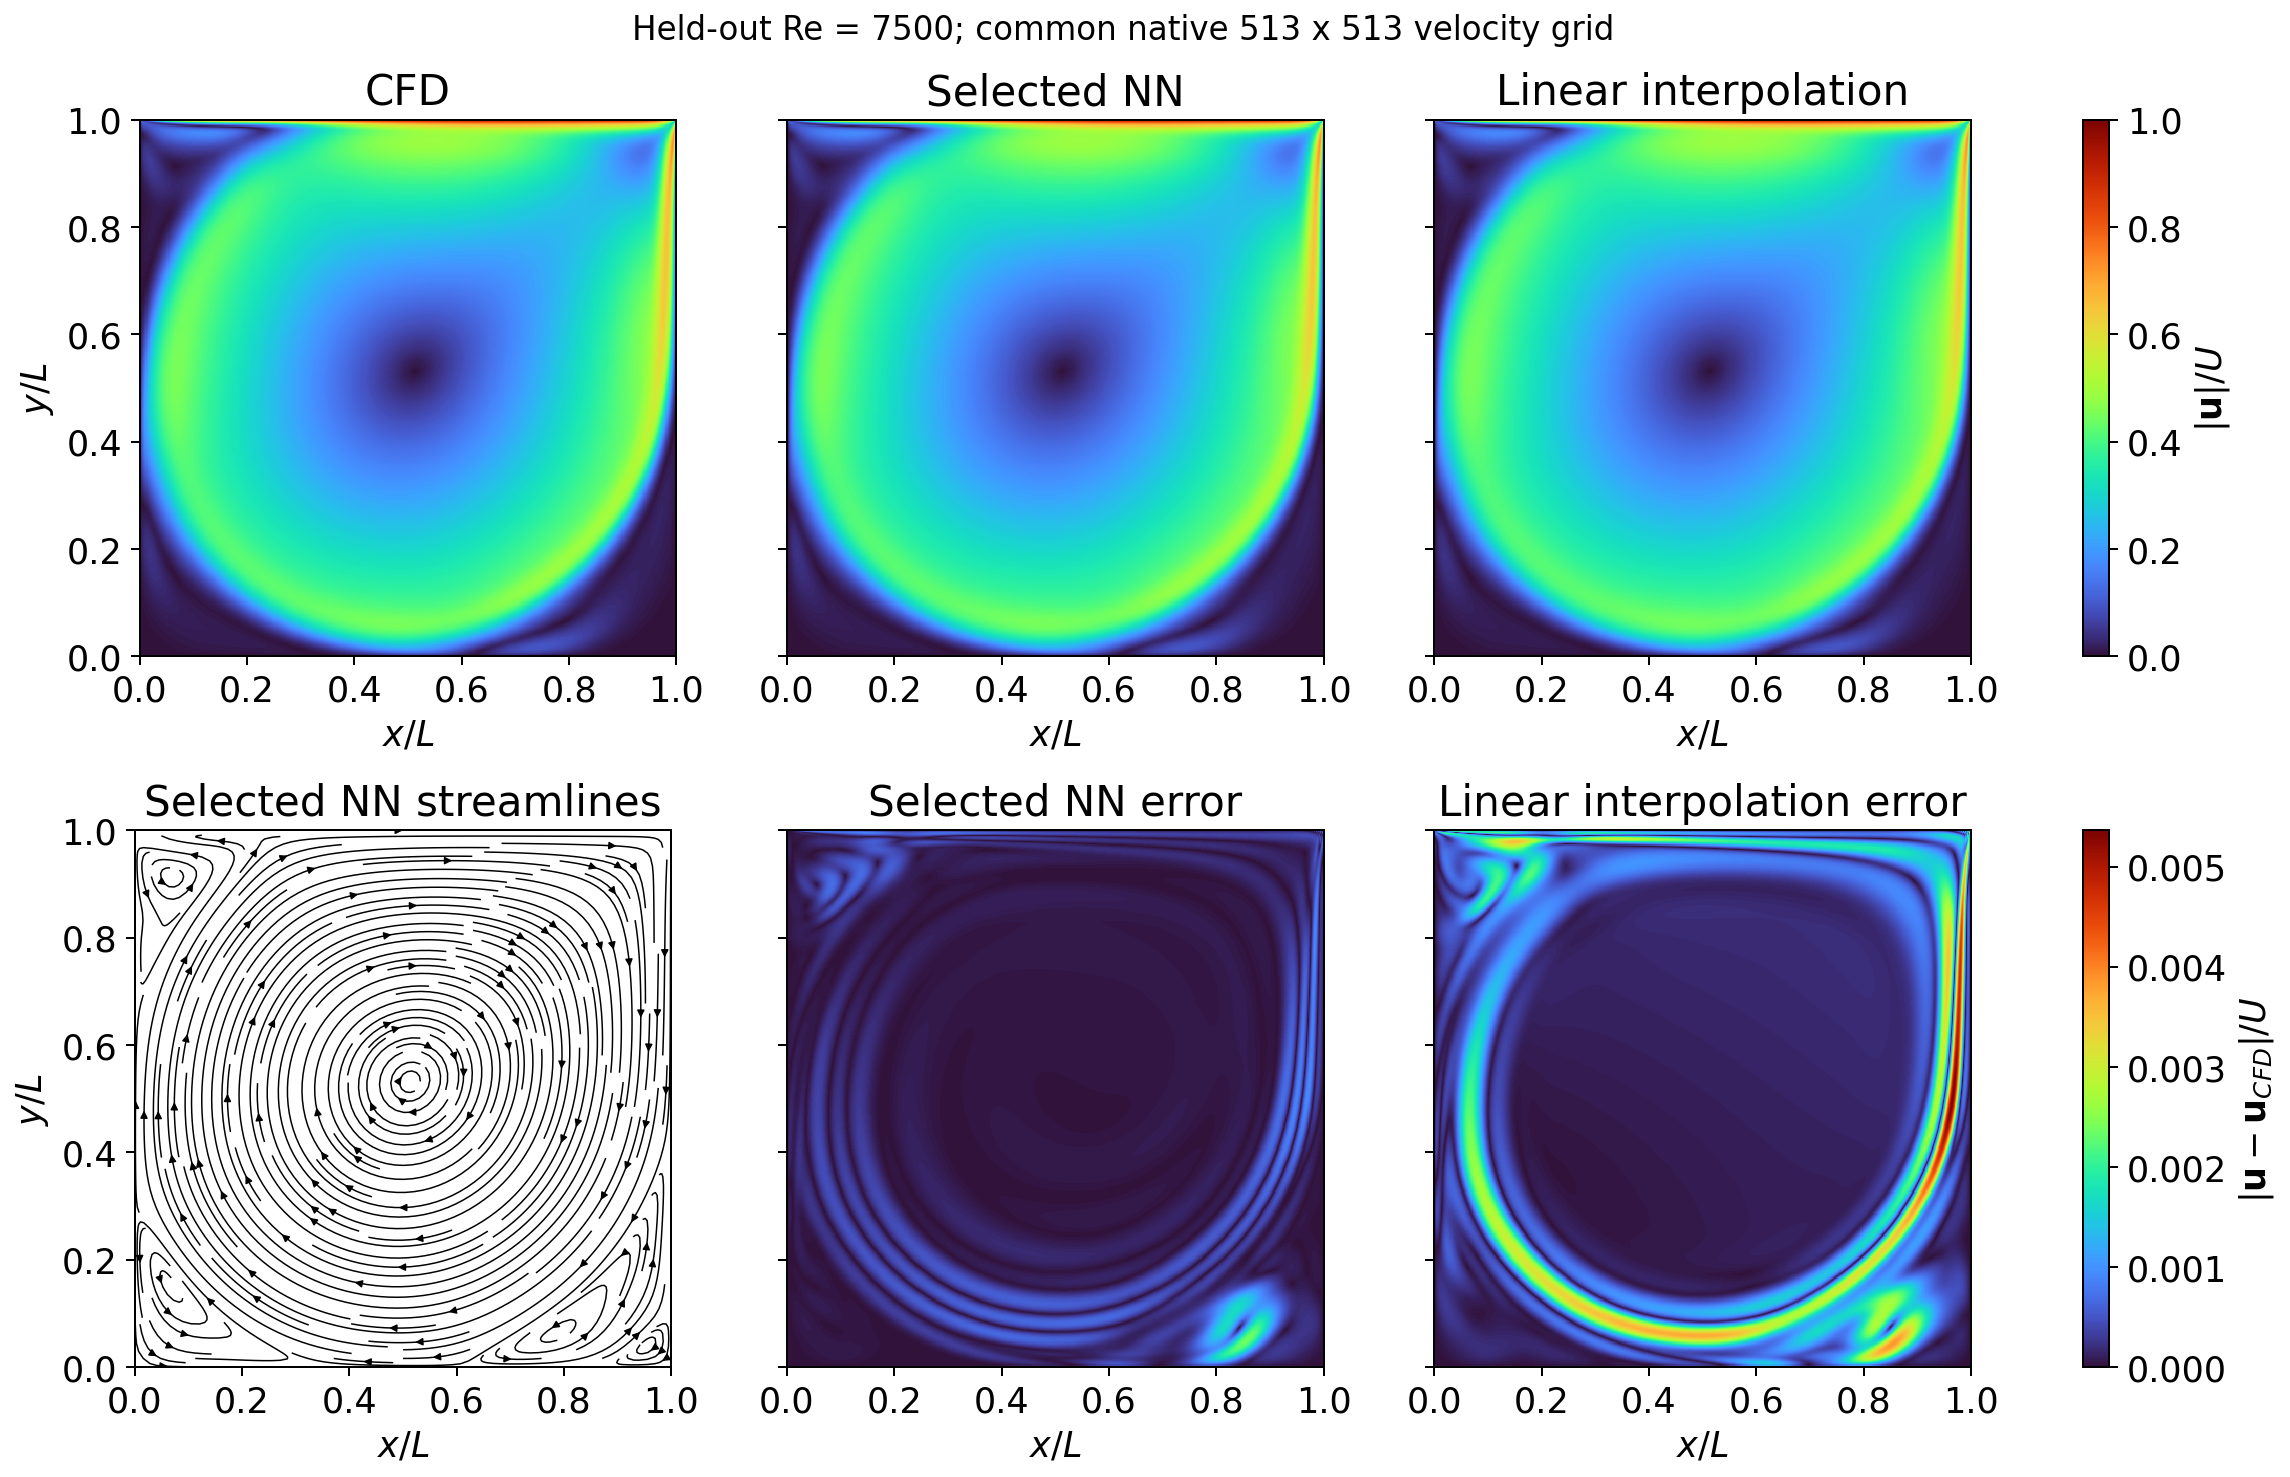 Held-out Re = 7500; common native 513 x 513 velocity grid
CFD
Selected NN
Linear interpolation
1.0
0.8
0.6
0.4
0.2
0.0
y/L
0.0 0.2 0.4 0.6 0.8 1.0
x/L
0.0 0.2 0.4 0.6 0.8 1.0
x/L
0.0 0.2 0.4 0.6 0.8 1.0
x/L
1.0
0.8
0.6
0.4
0.2
0.0
|u|/U
Selected NN streamlines
Selected NN error
Linear interpolation error
1.0
0.8
0.6
0.4
0.2
0.0
y/L
0.0 0.2 0.4 0.6 0.8 1.0
x/L
0.0 0.2 0.4 0.6 0.8 1.0
x/L
0.0 0.2 0.4 0.6 0.8 1.0
x/L
0.005
0.004
0.003
0.002
0.001
0.000
|u − u_CFD|/U